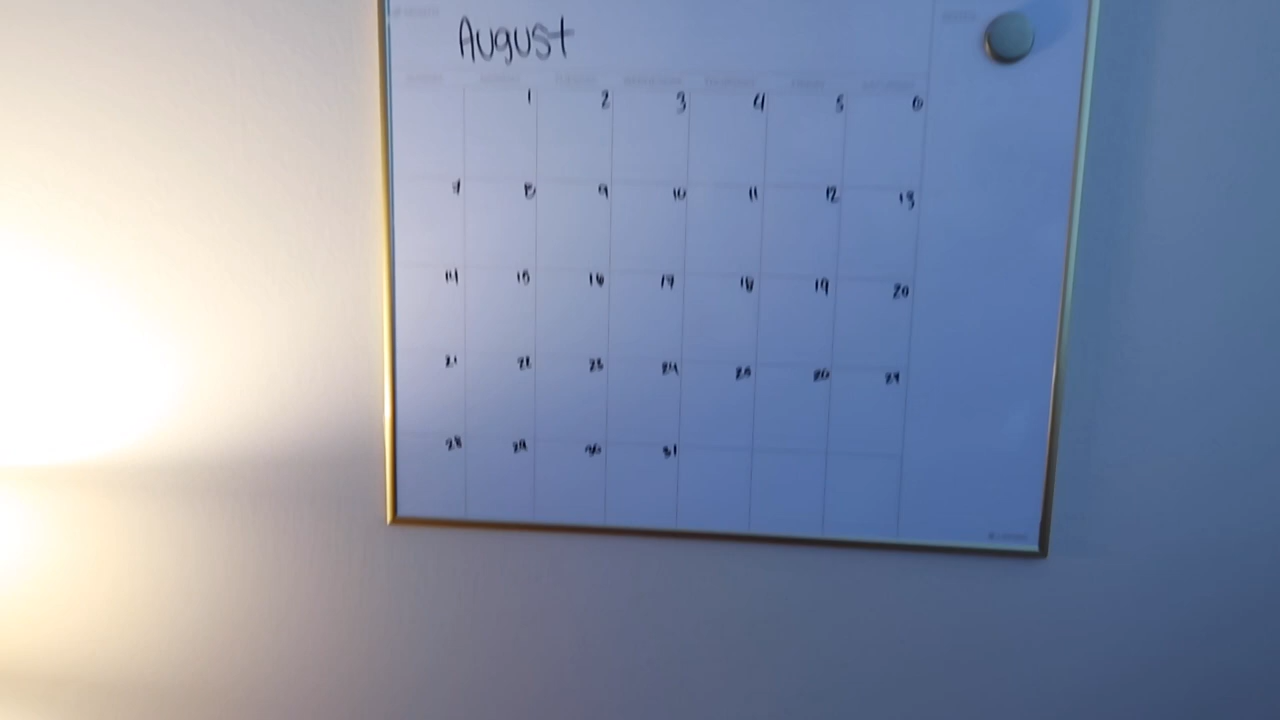 August
1 2 3 4 5 6
7 8 9 10 11 12 13
14 15 16 17 18 19 20
21 22 23 24 25 26 27
28 29 30 31